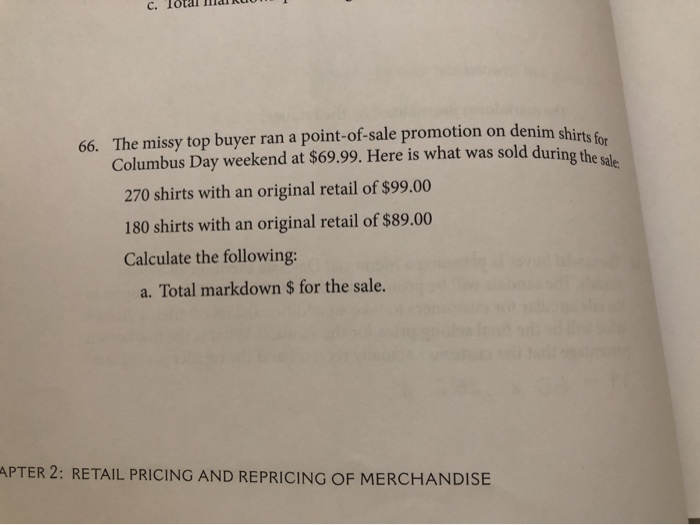 c. Total
66. The missy top buyer ran a point-of-sale promotion on denim shirts for
Columbus Day weekend at $69.99. Here is what was sold during the sale:
270 shirts with an original retail of $99.00
180 shirts with an original retail of $89.00
Calculate the following:
a. Total markdown $ for the sale.
APTER 2: RETAIL PRICING AND REPRICING OF MERCHANDISE